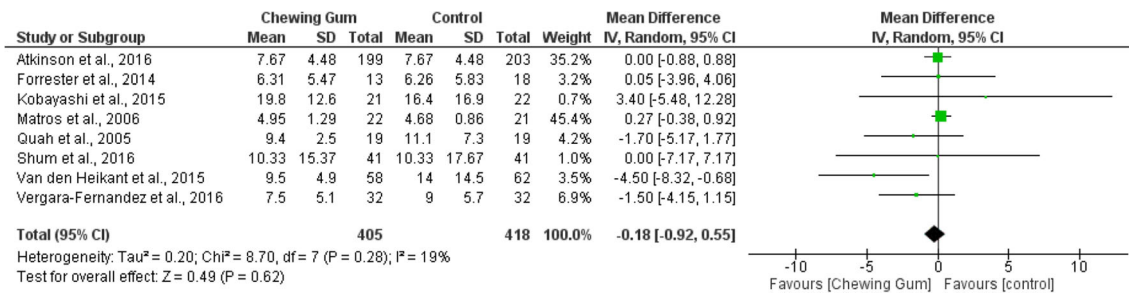 Chewing Gum Control Mean Difference Mean Difference
Study or Subgroup Mean SD Total Mean SD Total Weight IV, Random, 95% CI IV, Random, 95% CI
Atkinson et al., 2016 7.67 4.48 199 7.67 4.48 203 35.2% 0.00 [-0.88, 0.88]
Forrester et al., 2014 6.31 5.47 13 6.26 5.83 18 3.2% 0.05 [-3.96, 4.06]
Kobayashi et al., 2015 19.8 12.6 21 16.4 16.9 22 0.7% 3.40 [-5.48, 12.28]
Matros et al., 2006 4.95 1.29 22 4.68 0.86 21 45.4% 0.27 [-0.38, 0.92]
Quah et al., 2005 9.4 2.5 19 11.1 7.3 19 4.2% -1.70 [-5.17, 1.77]
Shum et al., 2016 10.33 15.37 41 10.33 17.67 41 1.0% 0.00 [-7.17, 7.17]
Van den Heikant et al., 2015 9.5 4.9 58 14 14.5 62 3.5% -4.50 [-8.32, -0.68]
Vergara-Fernandez et al., 2016 7.5 5.1 32 9 5.7 32 6.9% -1.50 [-4.15, 1.15]
Total (95% CI) 405 418 100.0% -0.18 [-0.92, 0.55]
Heterogeneity: Tau² = 0.20; Chi² = 8.70, df = 7 (P = 0.28); I² = 19%
Test for overall effect: Z = 0.49 (P = 0.62)
-10 -5 0 5 10
Favours [Chewing Gum] Favours [control]